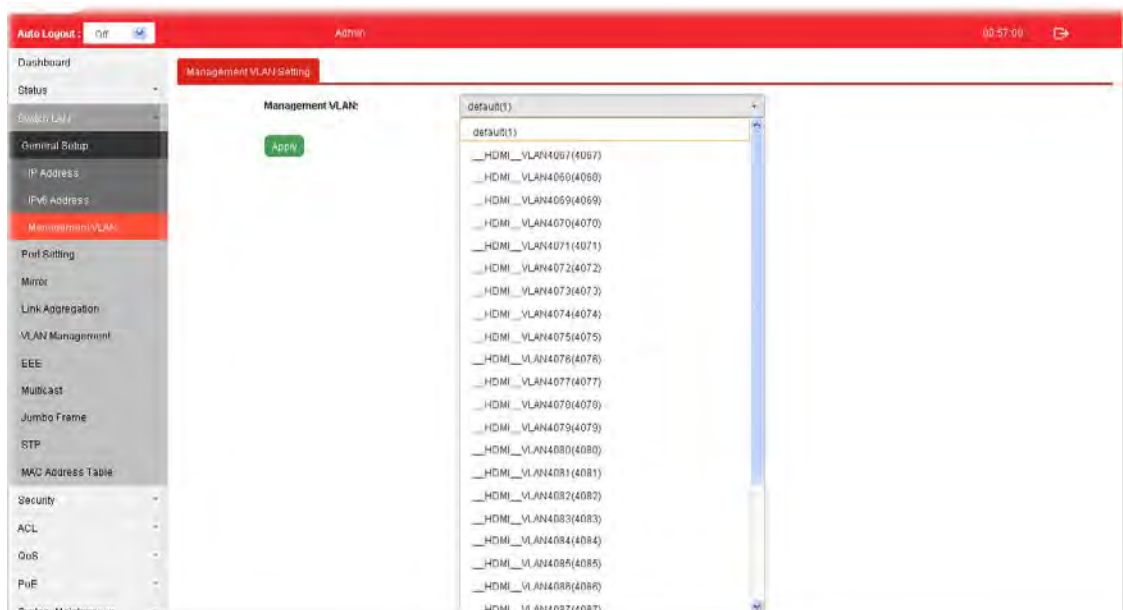 Auto Logout : Off
Admin
00:57:00
Dashboard
Status
Switch LAN
General Setup
IP Address
IPv6 Address
Management VLAN
Port Setting
Mirror
Link Aggregation
VLAN Management
EEE
Multicast
Jumbo Frame
STP
MAC Address Table
Security
ACL
QoS
PoE
System Maintenance
Management VLAN Setting
Management VLAN:
default(1)
Apply
default(1)
__HDMI__VLAN4067(4067)
__HDMI__VLAN4068(4068)
__HDMI__VLAN4069(4069)
__HDMI__VLAN4070(4070)
__HDMI__VLAN4071(4071)
__HDMI__VLAN4072(4072)
__HDMI__VLAN4073(4073)
__HDMI__VLAN4074(4074)
__HDMI__VLAN4075(4075)
__HDMI__VLAN4076(4076)
__HDMI__VLAN4077(4077)
__HDMI__VLAN4078(4078)
__HDMI__VLAN4079(4079)
__HDMI__VLAN4080(4080)
__HDMI__VLAN4081(4081)
__HDMI__VLAN4082(4082)
__HDMI__VLAN4083(4083)
__HDMI__VLAN4084(4084)
__HDMI__VLAN4085(4085)
__HDMI__VLAN4086(4086)
__HDMI__VLAN4087(4087)